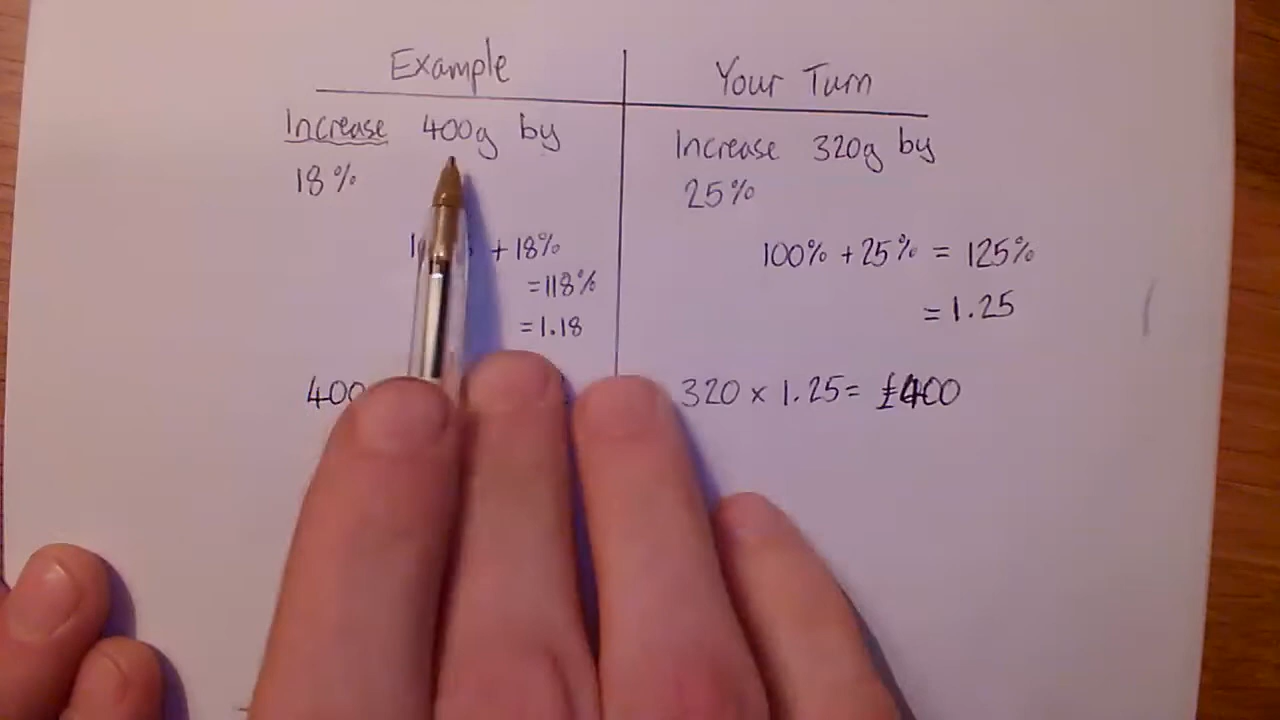 Example
Increase 400g by
18%
+ 18%
= 118%
= 1.18
400
Your Turn
Increase 320g by
25%
100% + 25% = 125%
= 1.25
320 x 1.25 = £400